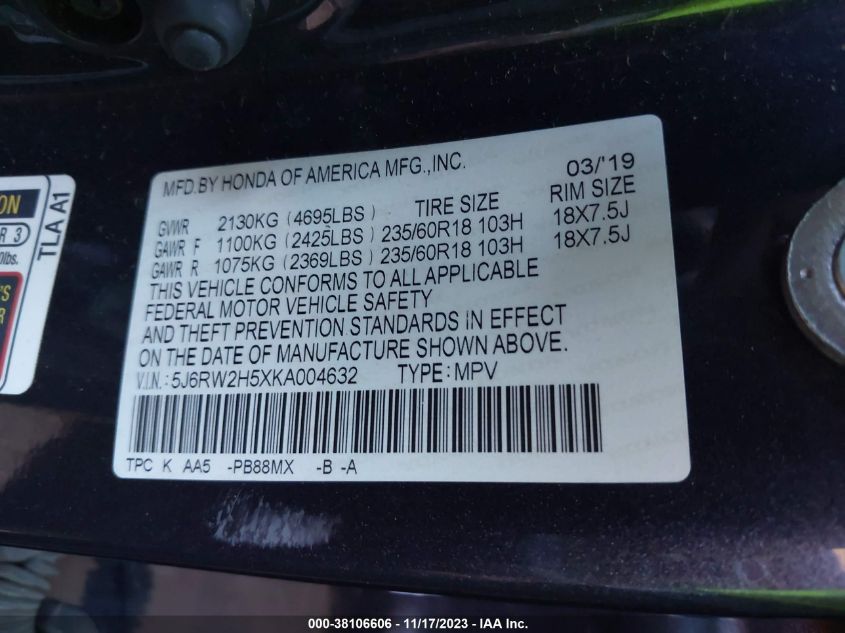 MFD.BY HONDA OF AMERICA MFG.,INC. 03/'19
TIRE SIZE RIM SIZE
GVWR 2130KG (4695LBS)
GAWR F 1100KG (2425LBS) 235/60R18 103H 18X7.5J
GAWR R 1075KG (2369LBS) 235/60R18 103H 18X7.5J
THIS VEHICLE CONFORMS TO ALL APPLICABLE
FEDERAL MOTOR VEHICLE SAFETY
AND THEFT PREVENTION STANDARDS IN EFFECT
ON THE DATE OF MANUFACTURE SHOWN ABOVE.
V.I.N.:5J6RW2H5XKA004632 TYPE:MPV
TPC K AA5 -PB88MX -B -A
TLA A1
R 3
lbs.
000-38106606 - 11/17/2023 - IAA Inc.